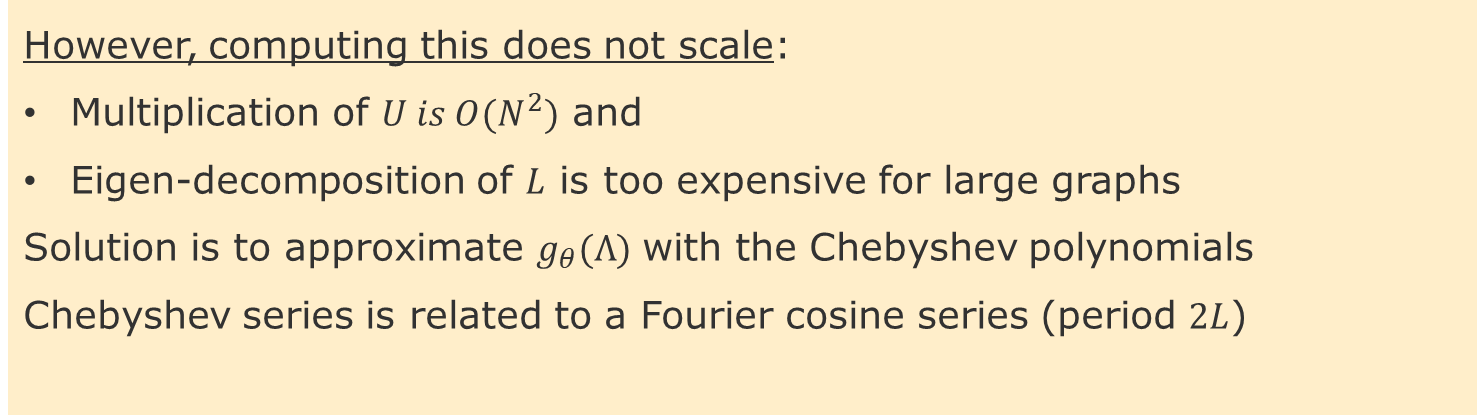 However, computing this does not scale:
• Multiplication of U is O(N²) and
• Eigen-decomposition of L is too expensive for large graphs
Solution is to approximate g_θ(Λ) with the Chebyshev polynomials
Chebyshev series is related to a Fourier cosine series (period 2L)